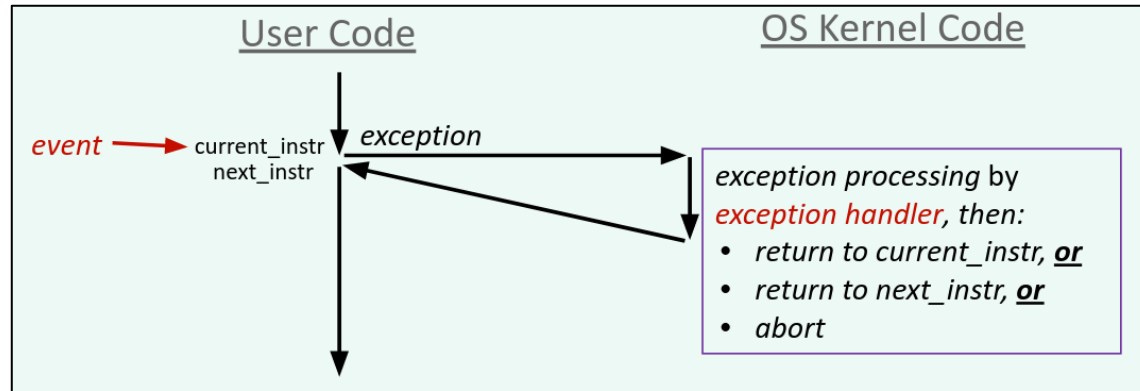 User Code
OS Kernel Code
event
current_instr
exception
next_instr
exception processing by
exception handler, then:
• return to current_instr, or
• return to next_instr, or
• abort